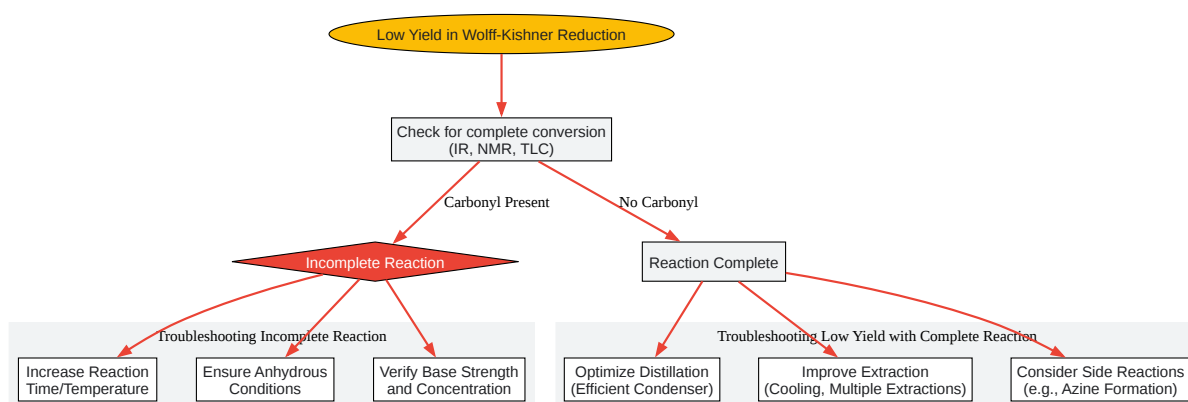 Low Yield in Wolff-Kishner Reduction
Check for complete conversion
(IR, NMR, TLC)
Carbonyl Present
No Carbonyl
Incomplete Reaction
Reaction Complete
Troubleshooting Incomplete Reaction
Increase Reaction
Time/Temperature
Ensure Anhydrous
Conditions
Verify Base Strength
and Concentration
Troubleshooting Low Yield with Complete Reaction
Optimize Distillation
(Efficient Condenser)
Improve Extraction
(Cooling, Multiple Extractions)
Consider Side Reactions
(e.g., Azine Formation)